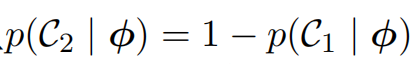 p(𝒞₂ | ϕ) = 1 − p(𝒞₁ | ϕ)